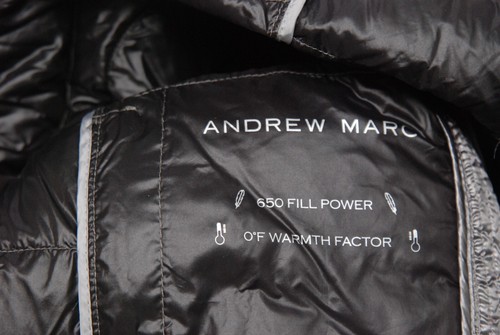 ANDREW MARC
650 FILL POWER
0°F WARMTH FACTOR